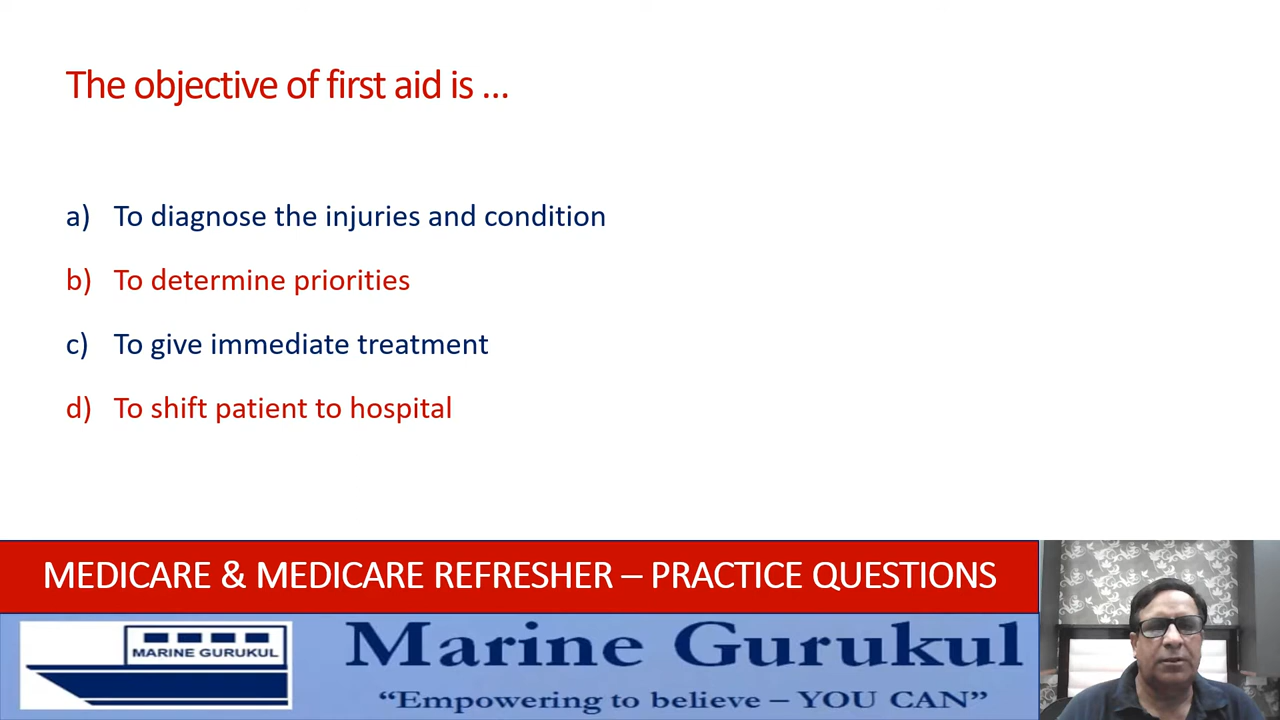 The objective of first aid is ...
a) To diagnose the injuries and condition
b) To determine priorities
c) To give immediate treatment
d) To shift patient to hospital
MEDICARE & MEDICARE REFRESHER – PRACTICE QUESTIONS
MARINE GURUKUL
Marine Gurukul
“Empowering to believe – YOU CAN”